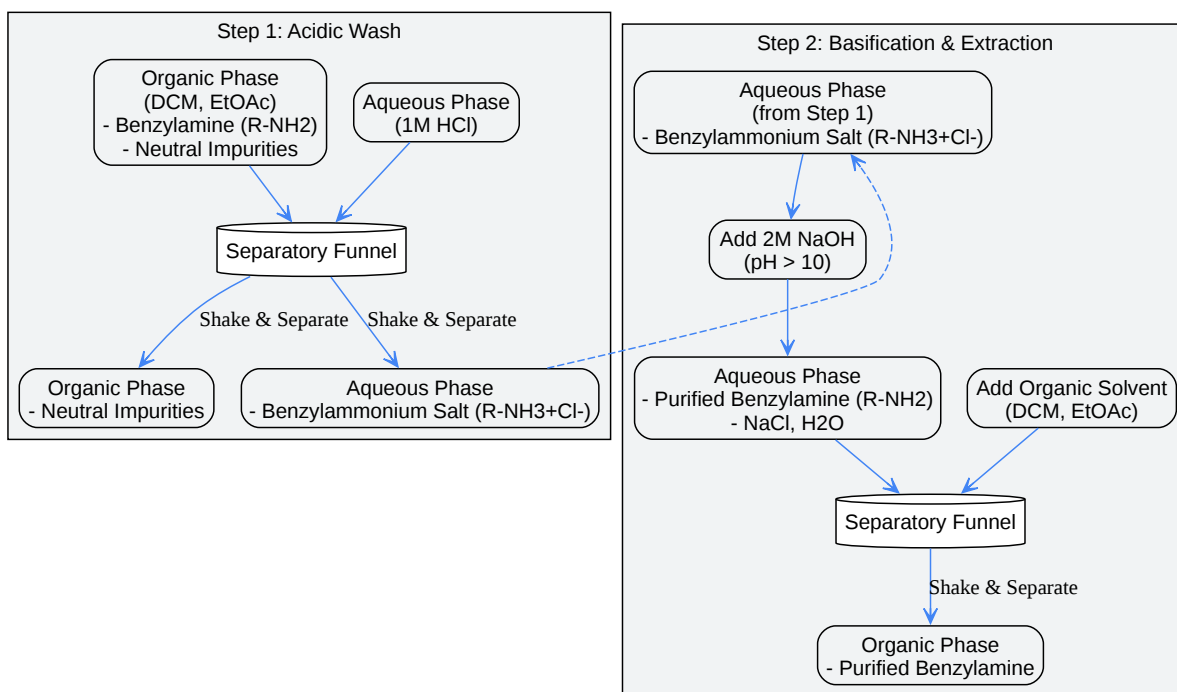 Step 1: Acidic Wash
Organic Phase
(DCM, EtOAc)
- Benzylamine (R-NH2)
- Neutral Impurities
Aqueous Phase
(1M HCl)
Separatory Funnel
Shake & Separate
Shake & Separate
Organic Phase
- Neutral Impurities
Aqueous Phase
- Benzylammonium Salt (R-NH3+Cl-)
Step 2: Basification & Extraction
Aqueous Phase
(from Step 1)
- Benzylammonium Salt (R-NH3+Cl-)
Add 2M NaOH
(pH > 10)
Aqueous Phase
- Purified Benzylamine (R-NH2)
- NaCl, H2O
Add Organic Solvent
(DCM, EtOAc)
Separatory Funnel
Shake & Separate
Organic Phase
- Purified Benzylamine